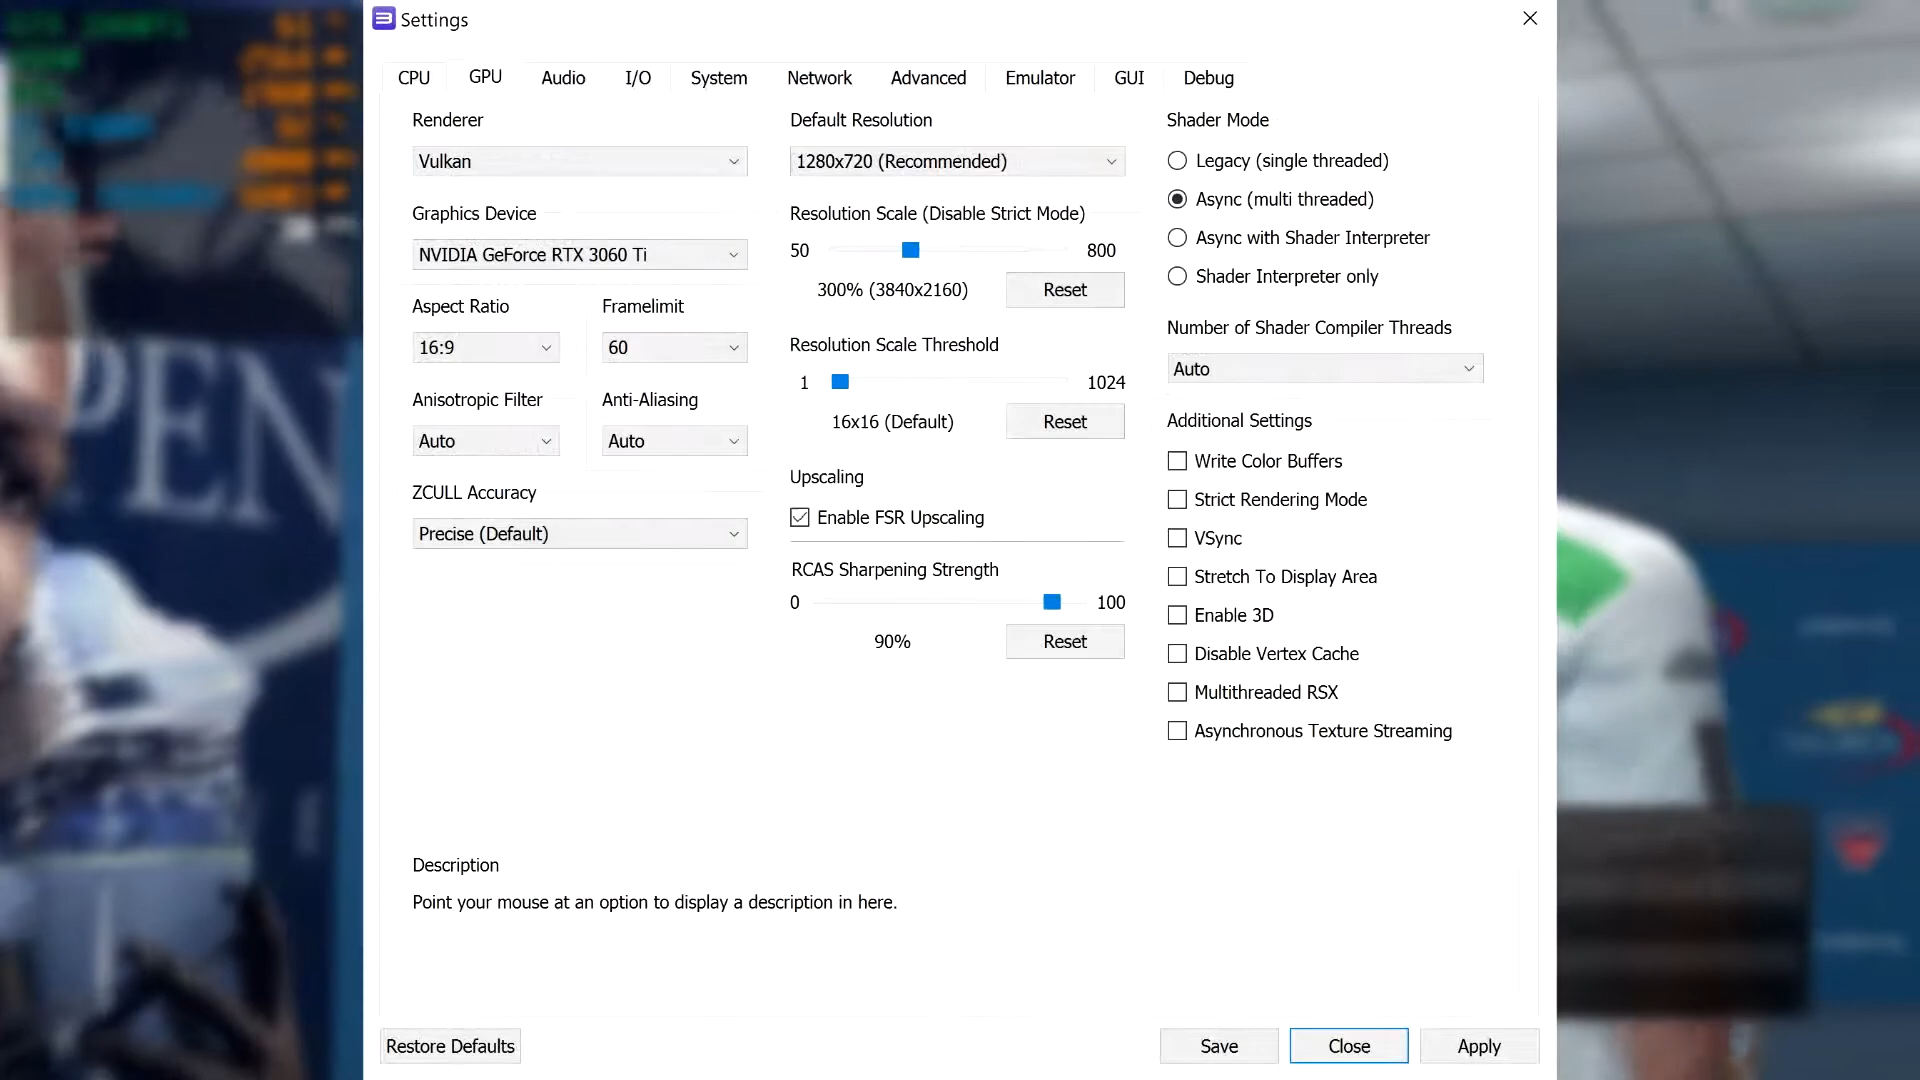 Settings
CPU GPU Audio I/O System Network Advanced Emulator GUI Debug
Renderer
Vulkan
Graphics Device
NVIDIA GeForce RTX 3060 Ti
Aspect Ratio Framelimit
16:9 60
Anisotropic Filter Anti-Aliasing
Auto Auto
ZCULL Accuracy
Precise (Default)
Default Resolution
1280x720 (Recommended)
Resolution Scale (Disable Strict Mode)
50 800
300% (3840x2160) Reset
Resolution Scale Threshold
1 1024
16x16 (Default) Reset
Upscaling
Enable FSR Upscaling
RCAS Sharpening Strength
0 100
90% Reset
Shader Mode
Legacy (single threaded)
Async (multi threaded)
Async with Shader Interpreter
Shader Interpreter only
Number of Shader Compiler Threads
Auto
Additional Settings
Write Color Buffers
Strict Rendering Mode
VSync
Stretch To Display Area
Enable 3D
Disable Vertex Cache
Multithreaded RSX
Asynchronous Texture Streaming
Description
Point your mouse at an option to display a description in here.
Restore Defaults Save Close Apply
PEN